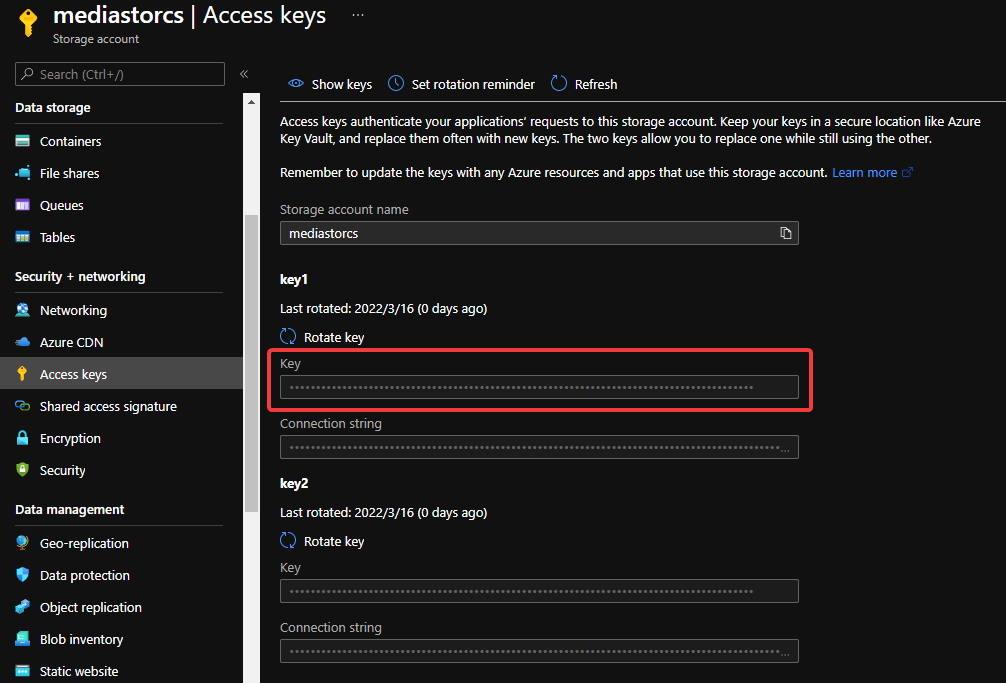 mediastorcs | Access keys ...
Storage account
Search (Ctrl+/)
«
Data storage
Containers
File shares
Queues
Tables
Security + networking
Networking
Azure CDN
Access keys
Shared access signature
Encryption
Security
Data management
Geo-replication
Data protection
Object replication
Blob inventory
Static website
Show keys Set rotation reminder Refresh
Access keys authenticate your applications' requests to this storage account. Keep your keys in a secure location like Azure
Key Vault, and replace them often with new keys. The two keys allow you to replace one while still using the other.
Remember to update the keys with any Azure resources and apps that use this storage account. Learn more
Storage account name
mediastorcs
key1
Last rotated: 2022/3/16 (0 days ago)
Rotate key
Key
Connection string
key2
Last rotated: 2022/3/16 (0 days ago)
Rotate key
Key
Connection string